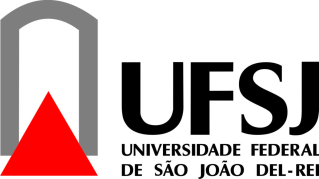 UFSJ
UNIVERSIDADE FEDERAL
DE SÃO JOÃO DEL-REI